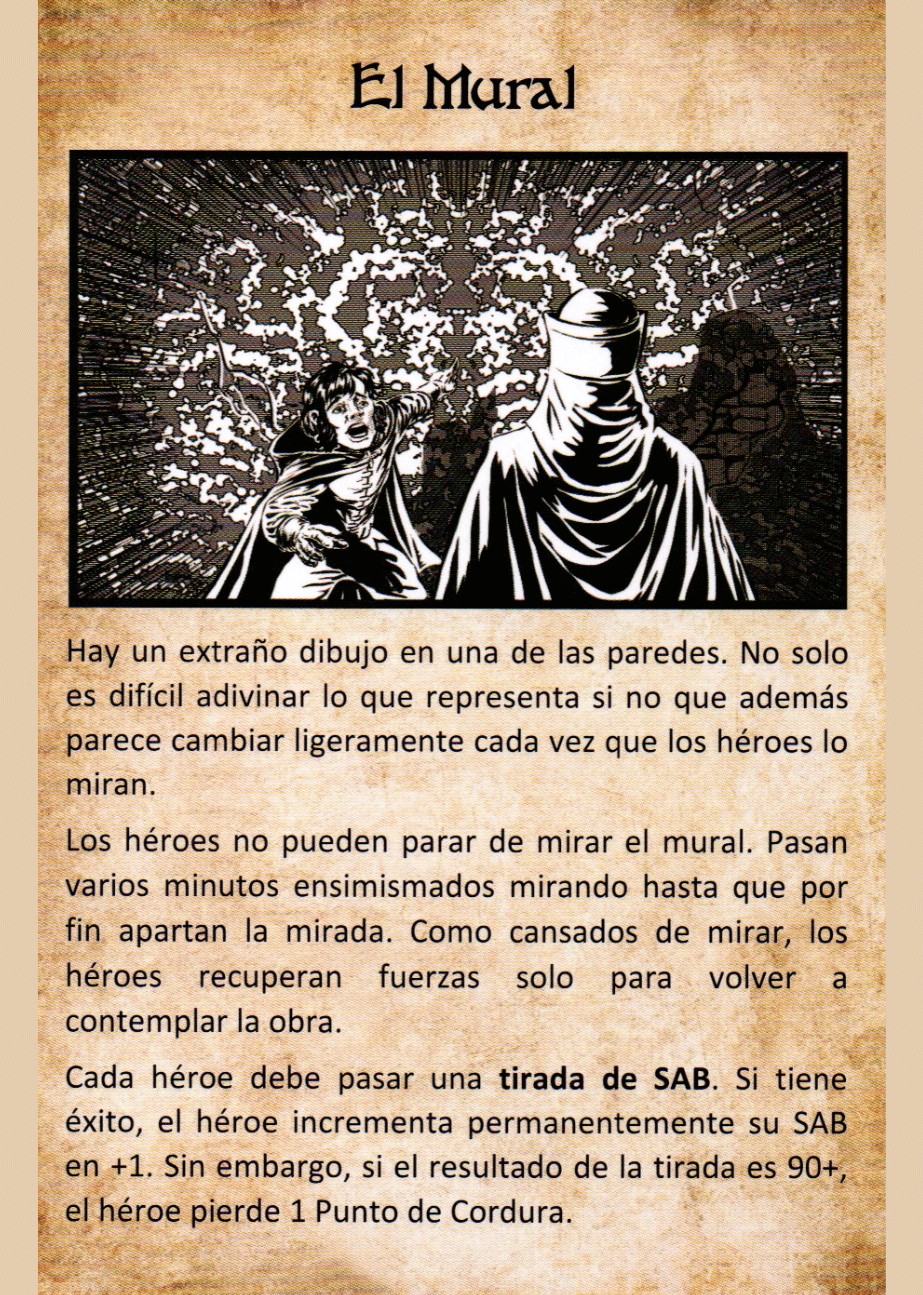 El Mural
Hay un extraño dibujo en una de las paredes. No solo
es difícil adivinar lo que representa si no que además
parece cambiar ligeramente cada vez que los héroes lo
miran.
Los héroes no pueden parar de mirar el mural. Pasan
varios minutos ensimismados mirando hasta que por
fin apartan la mirada. Como cansados de mirar, los
héroes recuperan fuerzas solo para volver a
contemplar la obra.
Cada héroe debe pasar una tirada de SAB. Si tiene
éxito, el héroe incrementa permanentemente su SAB
en +1. Sin embargo, si el resultado de la tirada es 90+,
el héroe pierde 1 Punto de Cordura.